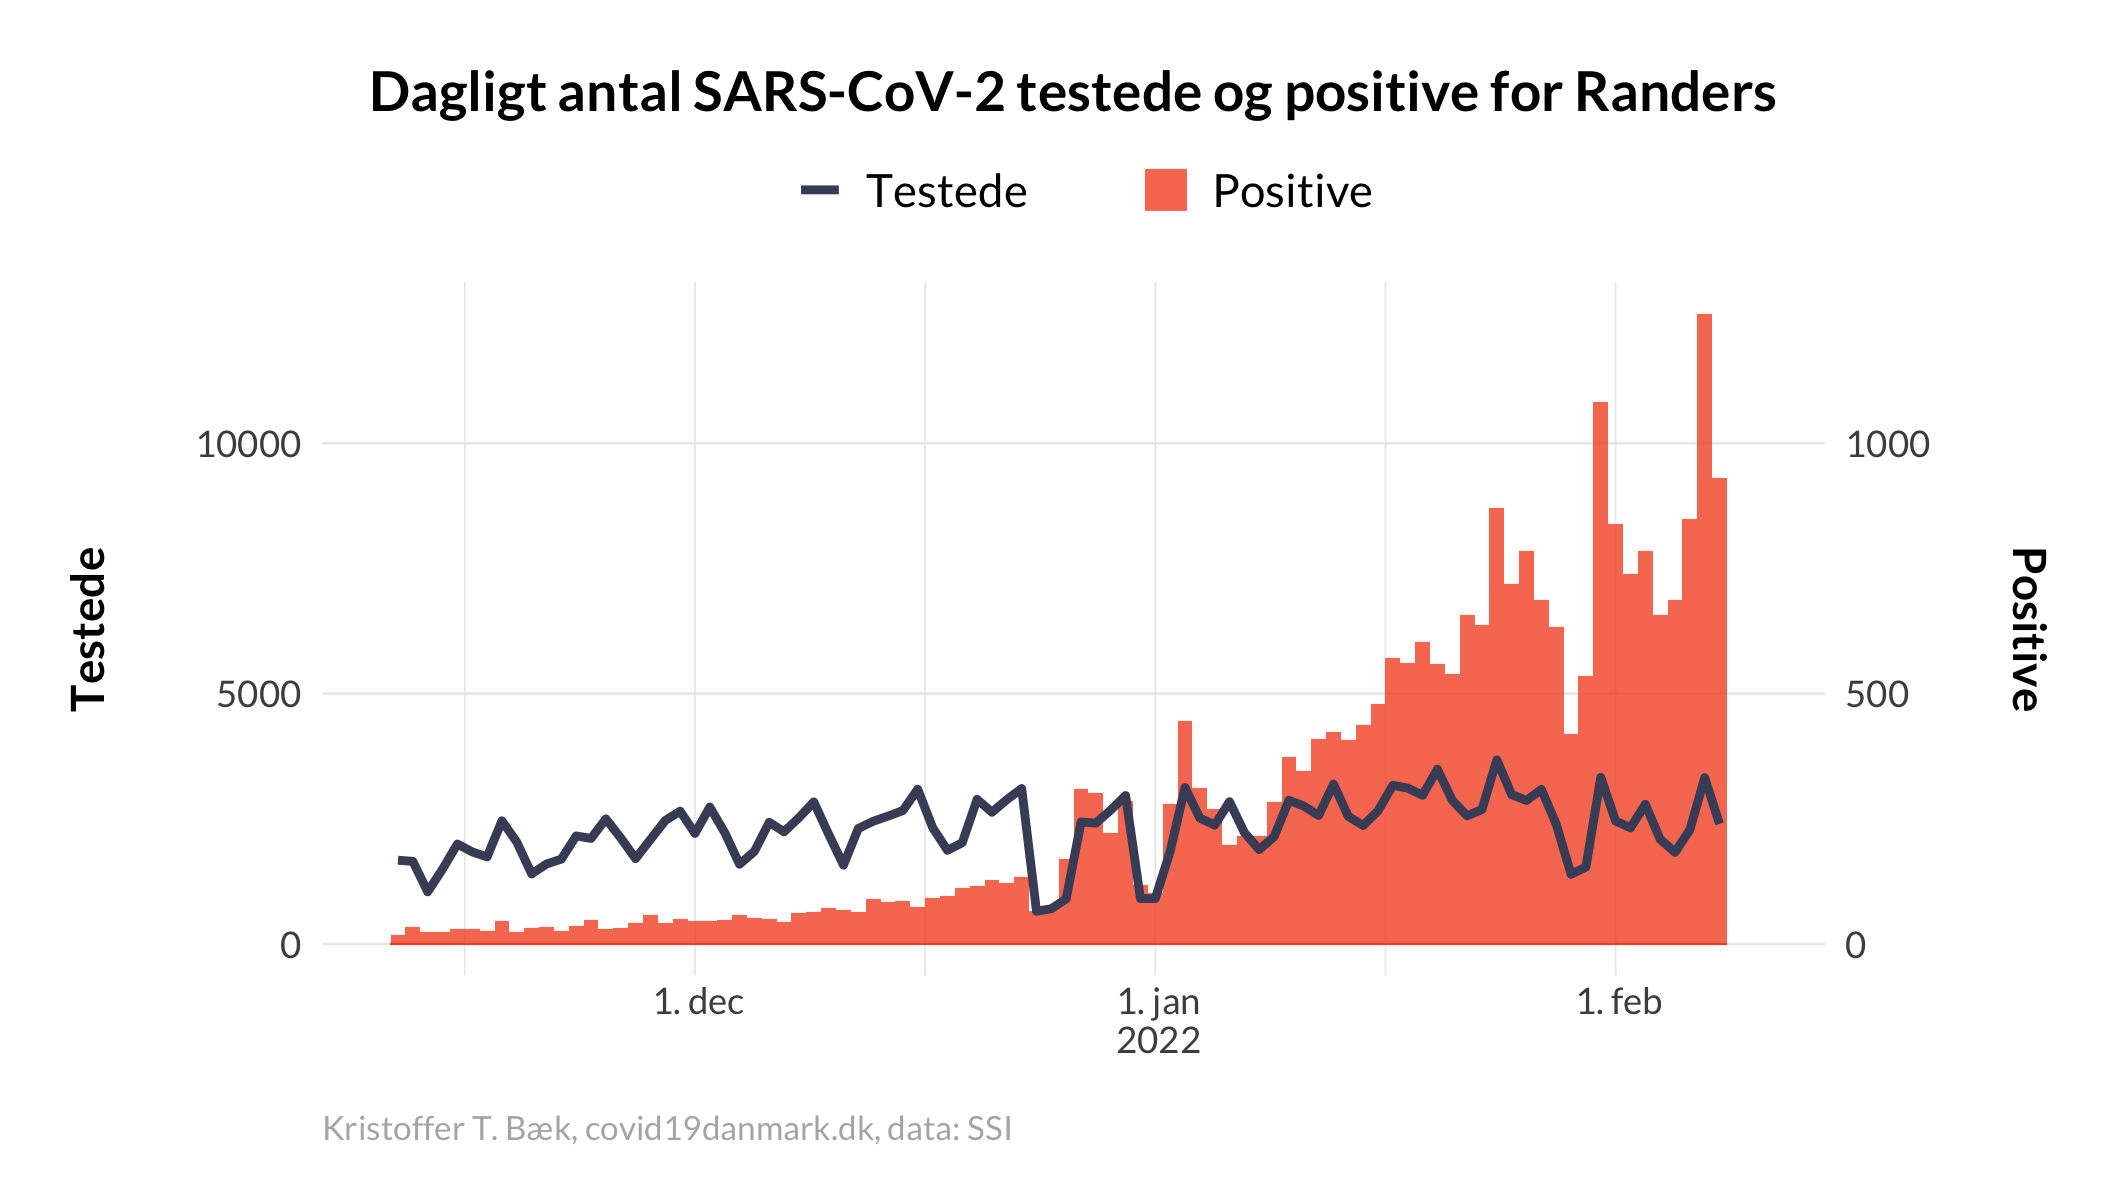 Dagligt antal SARS-CoV-2 testede og positive for Randers
Testede
Positive
10000
5000
0
Testede
1000
500
0
Positive
1. dec
1. jan
2022
1. feb
Kristoffer T. Bæk, covid19danmark.dk, data: SSI